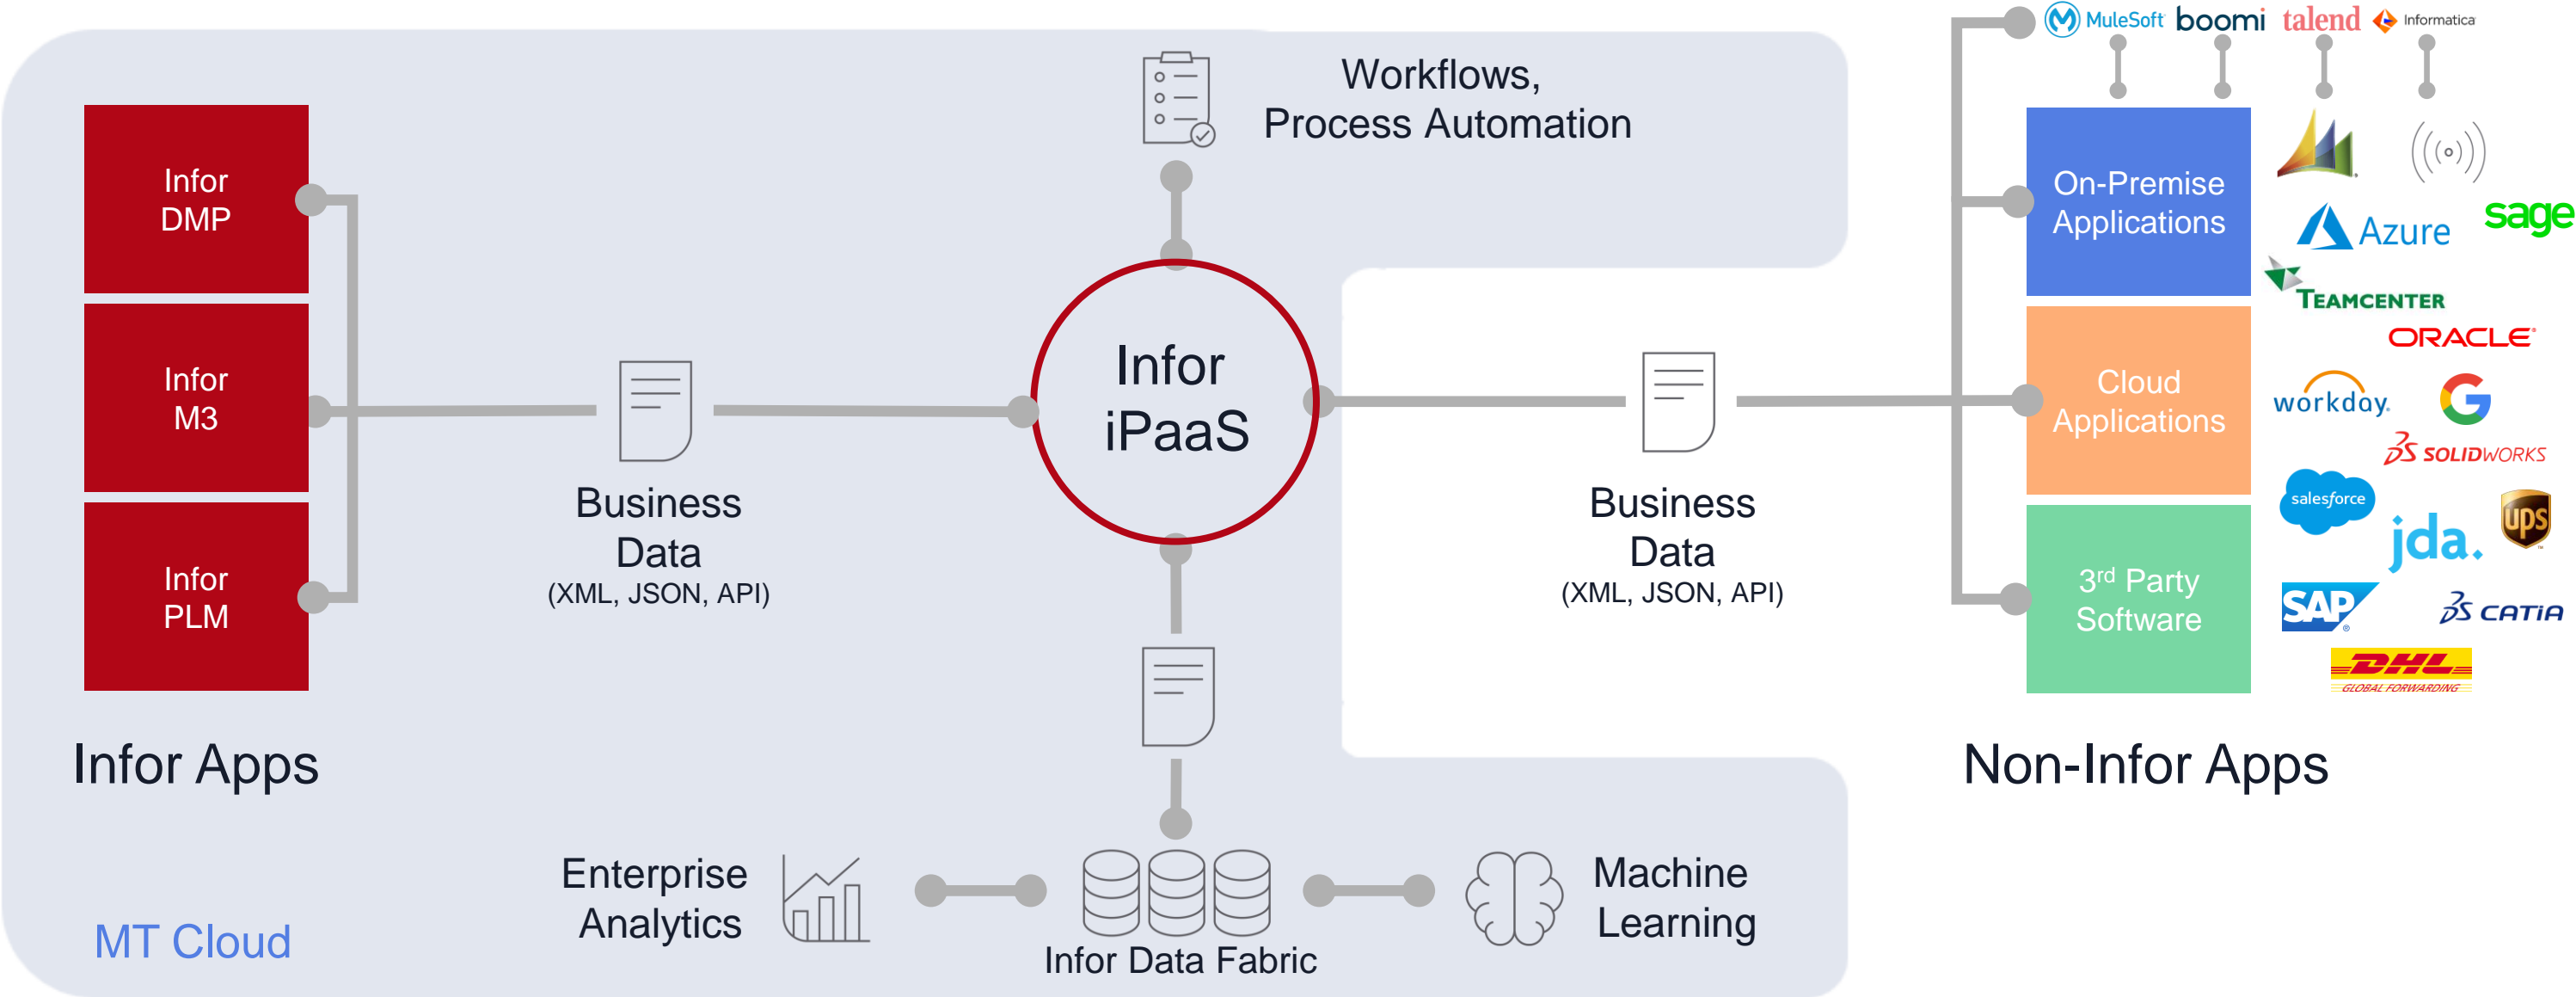 MuleSoft boomi talend Informatica
Workflows,
Process Automation
Infor
DMP
Infor
M3
Infor
PLM
Infor Apps
MT Cloud
Business
Data
(XML, JSON, API)
Infor
iPaaS
Business
Data
(XML, JSON, API)
Enterprise
Analytics
Infor Data Fabric
Machine
Learning
On-Premise
Applications
Cloud
Applications
3rd Party
Software
Azure
sage
TEAMCENTER
ORACLE
workday.
G
SOLIDWORKS
salesforce
jda.
ups
SAP
CATIA
DHL
GLOBAL FORWARDING
Non-Infor Apps